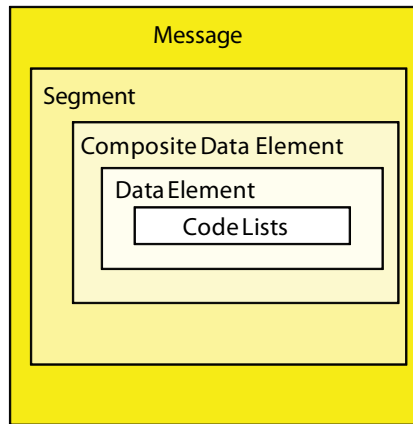 Message
Segment
Composite Data Element
Data Element
Code Lists